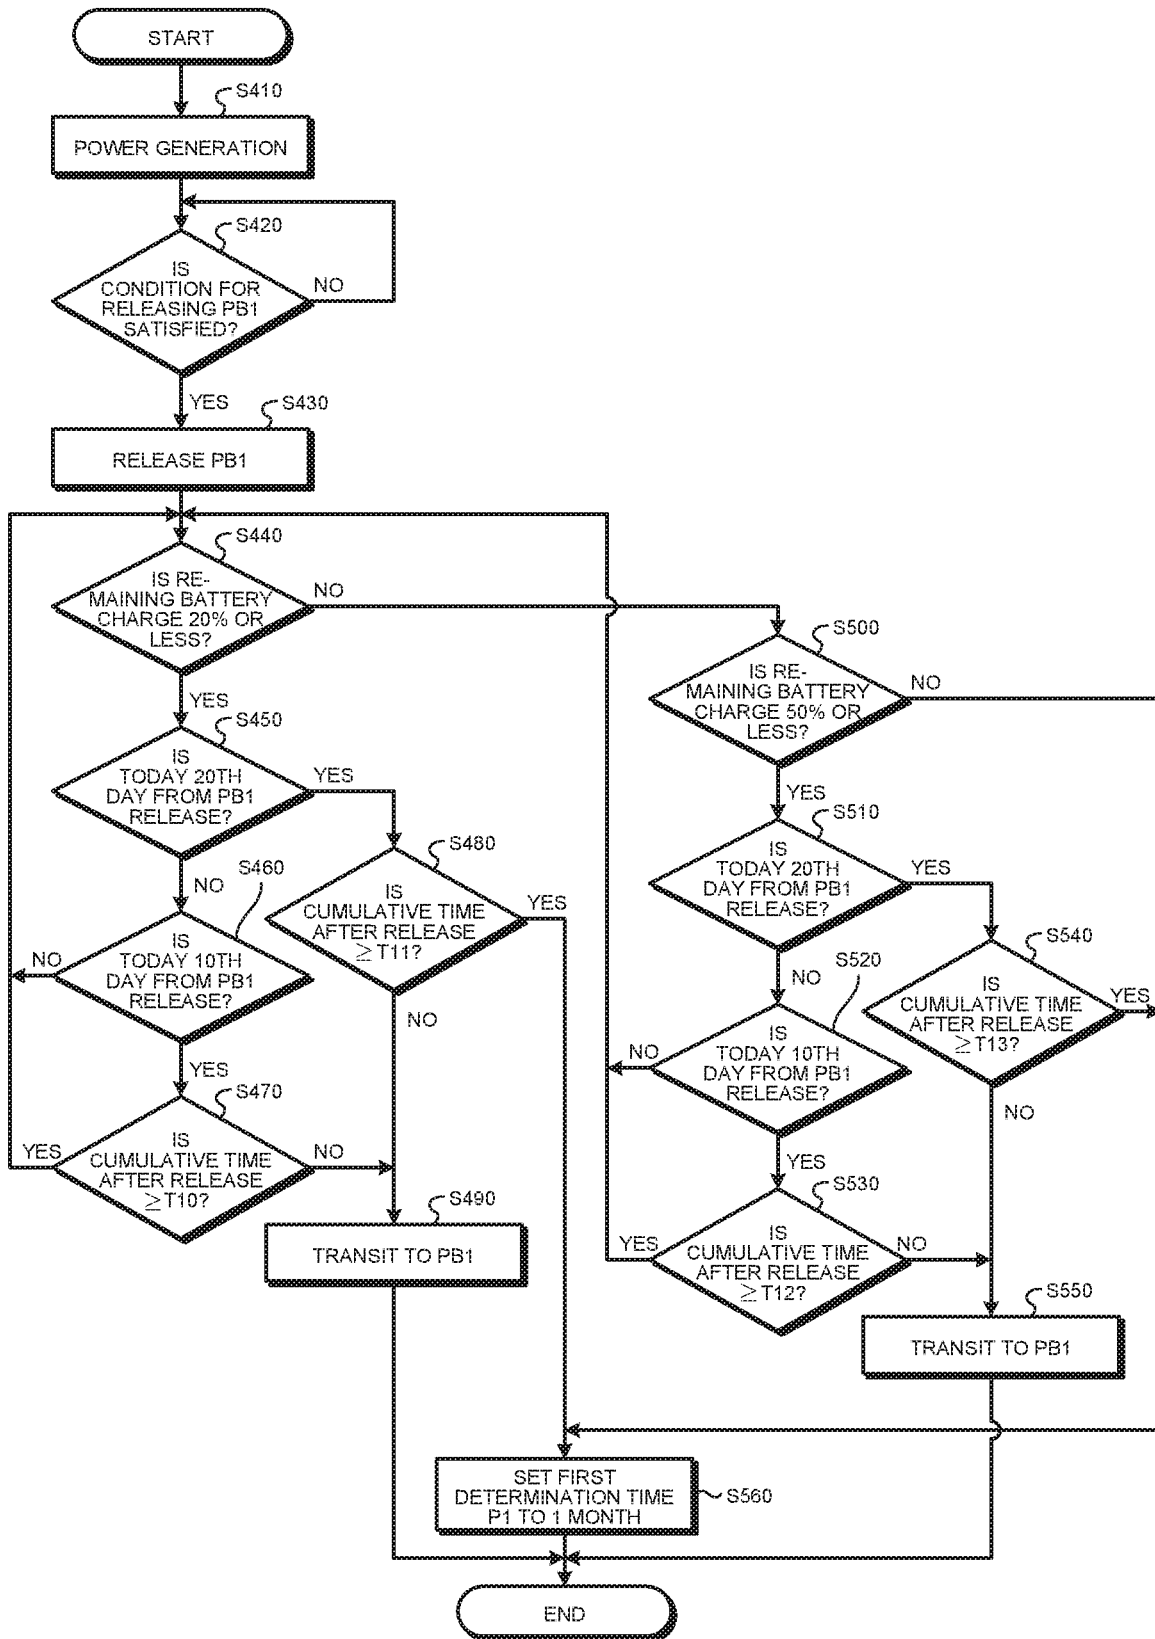 START
S410
POWER GENERATION
S420
IS
CONDITION FOR
RELEASING PB1
SATISFIED?
NO
YES
S430
RELEASE PB1
S440
IS RE-
MAINING BATTERY
CHARGE 20% OR
LESS?
NO
YES
S450
IS
TODAY 20TH
DAY FROM PB1
RELEASE?
YES
NO
S460
IS
TODAY 10TH
DAY FROM PB1
RELEASE?
NO
YES
S470
IS
CUMULATIVE TIME
AFTER RELEASE
≥T10?
YES
NO
S480
IS
CUMULATIVE TIME
AFTER RELEASE
≥T11?
YES
NO
S490
TRANSIT TO PB1
S500
IS RE-
MAINING BATTERY
CHARGE 50% OR
LESS?
NO
YES
S510
IS
TODAY 20TH
DAY FROM PB1
RELEASE?
YES
NO
S520
IS
TODAY 10TH
DAY FROM PB1
RELEASE?
NO
YES
S530
IS
CUMULATIVE TIME
AFTER RELEASE
≥T12?
YES
NO
S540
IS
CUMULATIVE TIME
AFTER RELEASE
≥T13?
YES
NO
S550
TRANSIT TO PB1
SET FIRST
DETERMINATION TIME
P1 TO 1 MONTH
S560
END